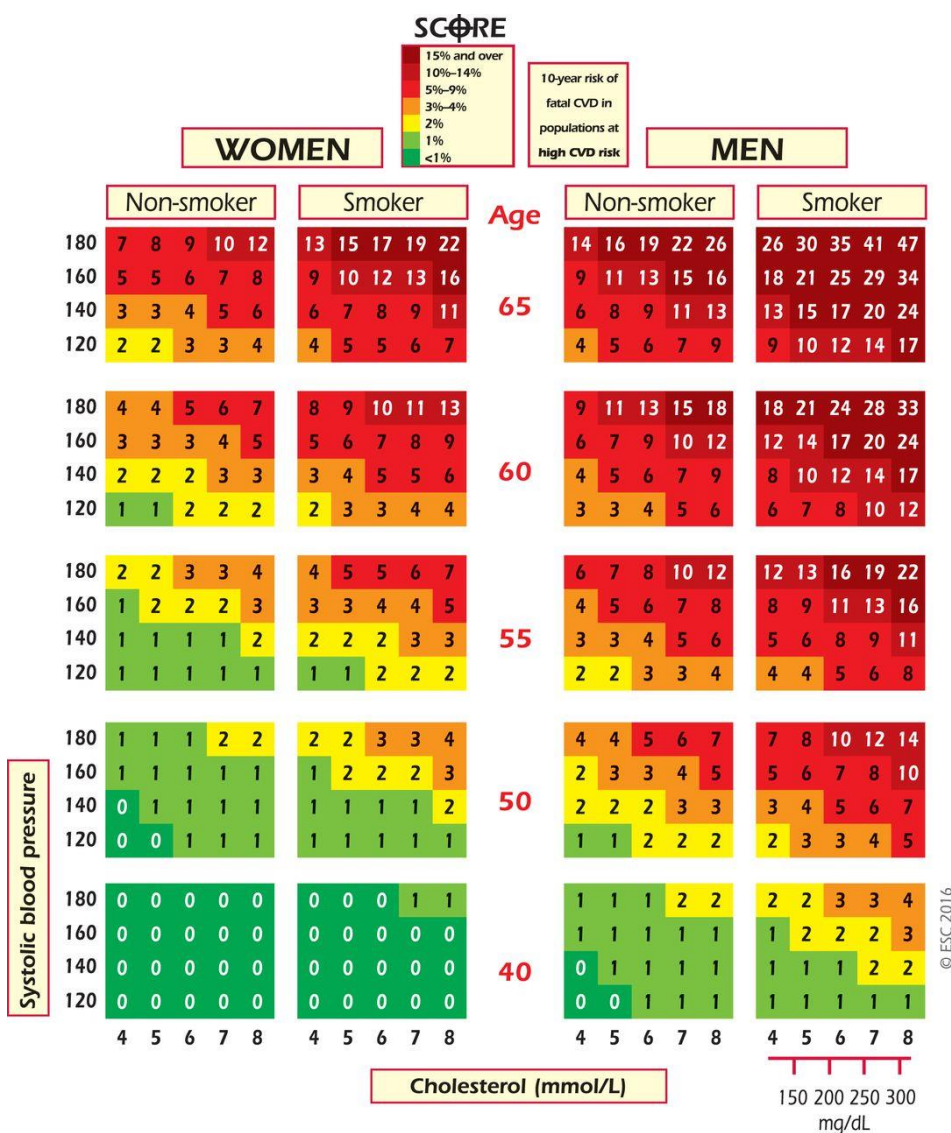 SCORE
15% and over
10%–14%
5%–9%
3%–4%
2%
1%
<1%
10-year risk of
fatal CVD in
populations at
high CVD risk
WOMEN
MEN
Non-smoker Smoker Age Non-smoker Smoker
180 7 8 9 10 12 13 15 17 19 22 14 16 19 22 26 26 30 35 41 47
160 5 5 6 7 8 9 10 12 13 16 9 11 13 15 16 18 21 25 29 34
65
140 3 3 4 5 6 6 7 8 9 11 6 8 9 11 13 13 15 17 20 24
120 2 2 3 3 4 4 5 5 6 7 4 5 6 7 9 9 10 12 14 17
180 4 4 5 6 7 8 9 10 11 13 9 11 13 15 18 18 21 24 28 33
160 3 3 3 4 5 5 6 7 8 9 6 7 9 10 12 12 14 17 20 24
60
140 2 2 2 3 3 3 4 5 5 6 4 5 6 7 9 8 10 12 14 17
120 1 1 2 2 2 2 3 3 4 4 3 3 4 5 6 6 7 8 10 12
180 2 2 3 3 4 4 5 5 6 7 6 7 8 10 12 12 13 16 19 22
160 1 2 2 2 3 3 3 4 4 5 4 5 6 7 8 8 9 11 13 16
55
140 1 1 1 1 2 2 2 2 3 3 3 3 4 5 6 5 6 8 9 11
120 1 1 1 1 1 1 1 2 2 2 2 2 3 3 4 4 4 5 6 8
180 1 1 1 2 2 2 2 3 3 4 4 4 5 6 7 7 8 10 12 14
160 1 1 1 1 1 1 2 2 2 3 2 3 3 4 5 5 6 7 8 10
50
140 0 1 1 1 1 1 1 1 1 2 2 2 2 3 3 3 4 5 6 7
120 0 0 1 1 1 1 1 1 1 1 1 1 2 2 2 2 3 3 4 5
180 0 0 0 0 0 0 0 0 1 1 1 1 1 2 2 2 2 3 3 4
160 0 0 0 0 0 0 0 0 0 0 1 1 1 1 1 1 2 2 2 3
40
140 0 0 0 0 0 0 0 0 0 0 0 1 1 1 1 1 1 1 2 2
120 0 0 0 0 0 0 0 0 0 0 0 0 1 1 1 1 1 1 1 1
4 5 6 7 8 4 5 6 7 8 4 5 6 7 8 4 5 6 7 8
Systolic blood pressure
Cholesterol (mmol/L)
150 200 250 300
mg/dL
© ESC 2016